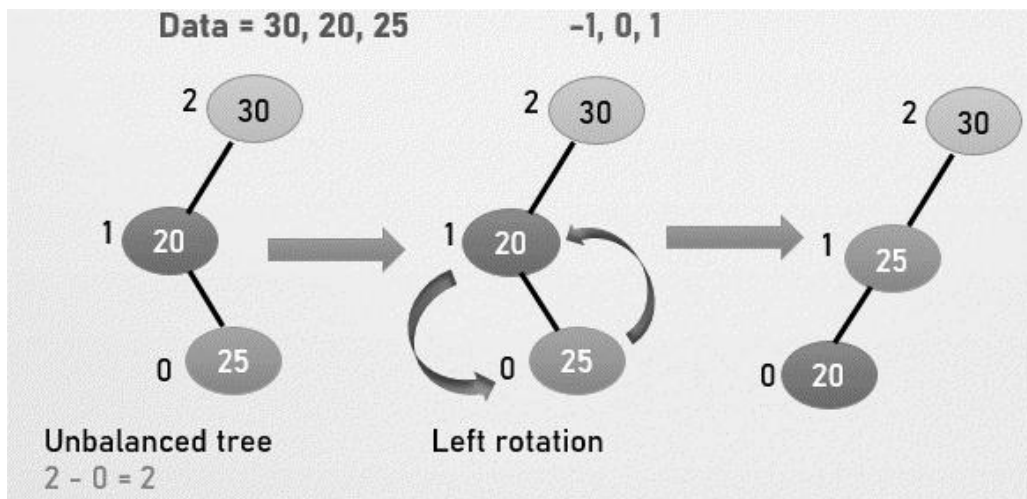 Data = 30, 20, 25
-1, 0, 1
2 30
1 20
0 25
Unbalanced tree
2 - 0 = 2
2 30
1 20
0 25
Left rotation
2 30
1 25
0 20